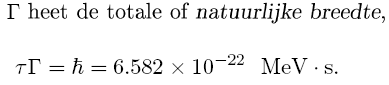 Γ heet de totale of natuurlijke breedte,
τΓ = ℏ = 6.582 × 10⁻²² MeV · s.